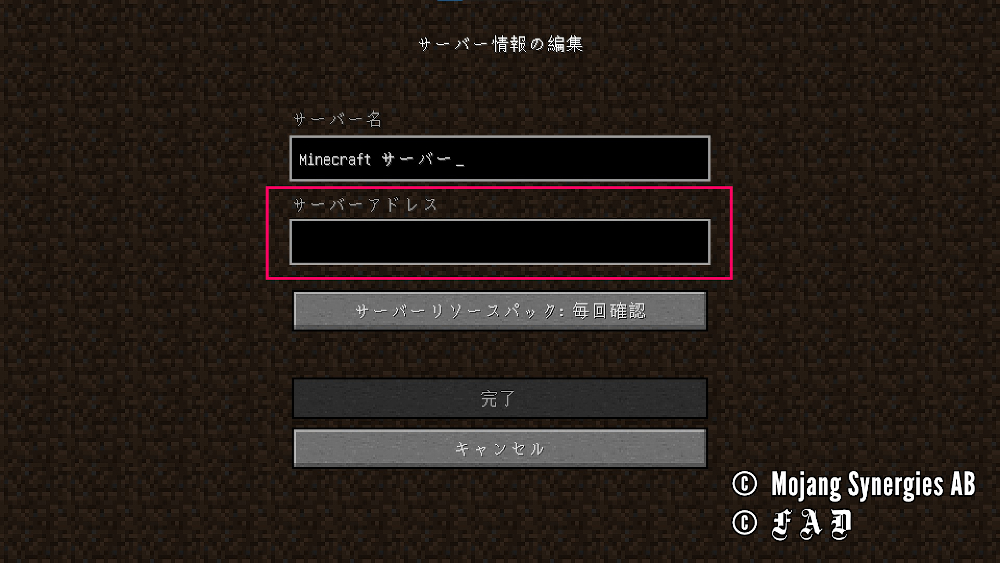 サーバー情報の編集
サーバー名
Minecraft サーバー_
サーバーアドレス
サーバーリソースパック: 毎回確認
完了
キャンセル
© Mojang Synergies AB
© F A D